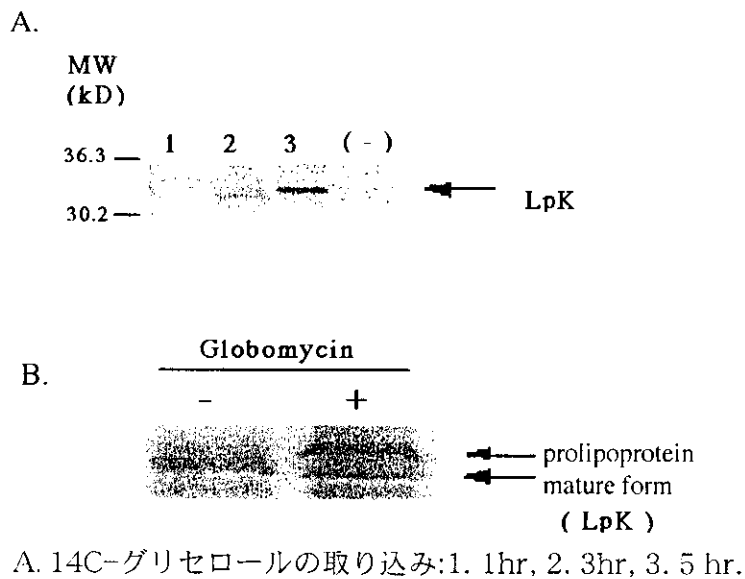 A.
MW
(kD)
1 2 3 (-)
36.3
LpK
30.2
Globomycin
B.
- +
prolipoprotein
mature form
( LpK )
A. 14C-グリセロールの取り込み:1. 1hr, 2. 3hr, 3. 5 hr.